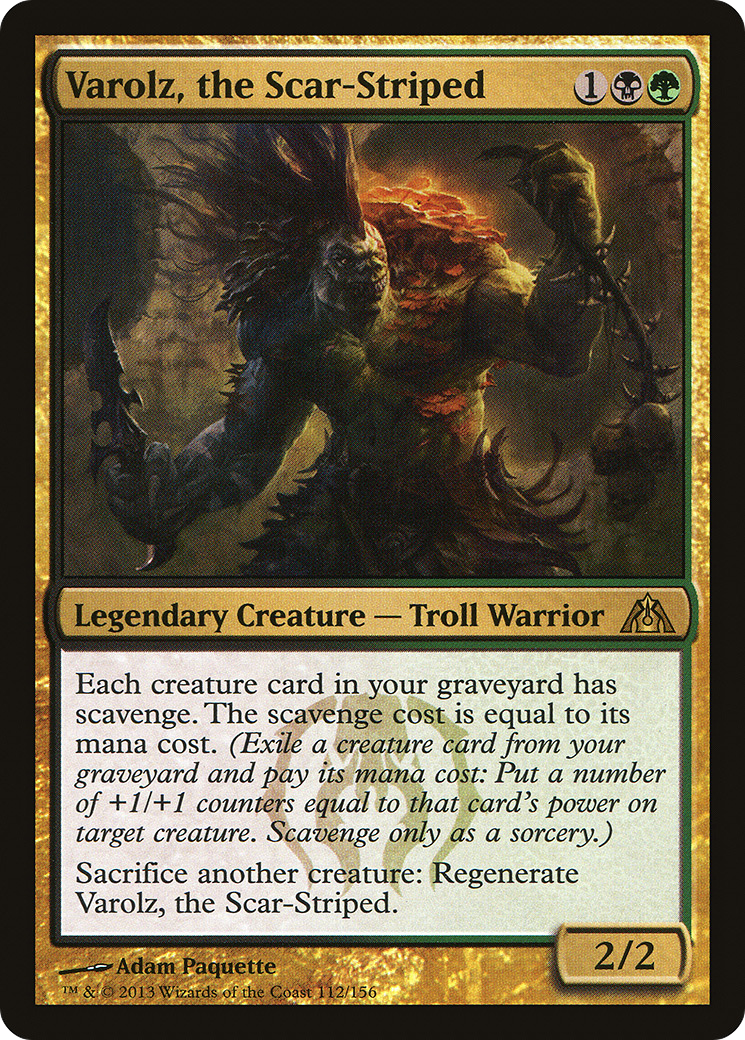 Varolz, the Scar-Striped 1
Legendary Creature — Troll Warrior
Each creature card in your graveyard has
scavenge. The scavenge cost is equal to its
mana cost. (Exile a creature card from your
graveyard and pay its mana cost: Put a number
of +1/+1 counters equal to that card's power on
target creature. Scavenge only as a sorcery.)
Sacrifice another creature: Regenerate
Varolz, the Scar-Striped.
2/2
Adam Paquette
™ & © 2013 Wizards of the Coast 112/156